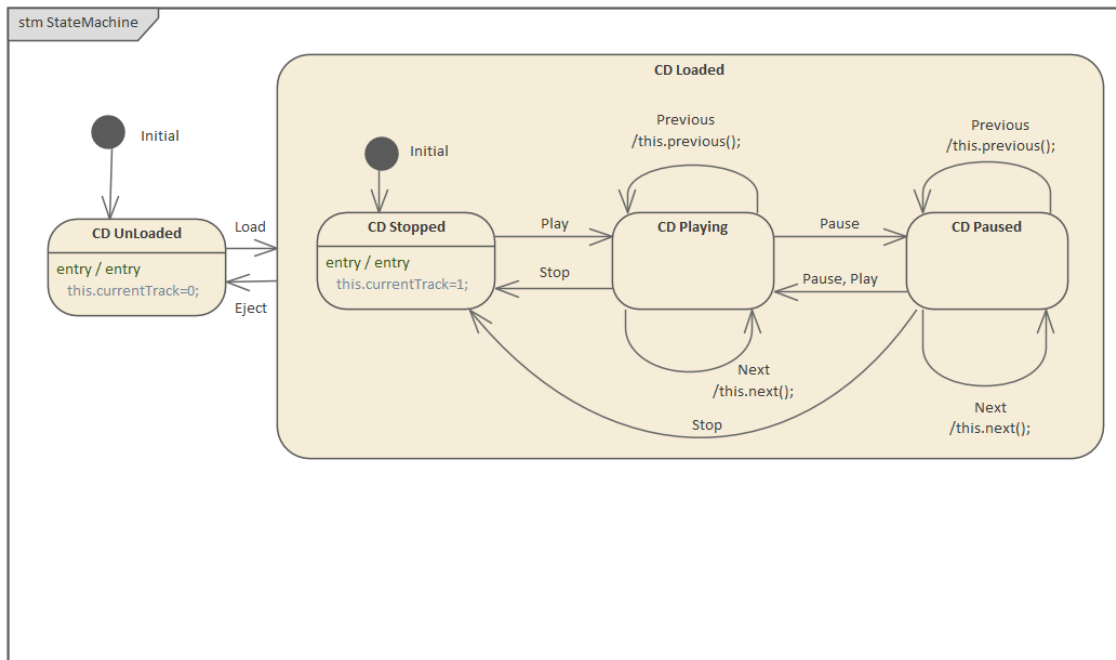 stm StateMachine
CD Loaded
Initial
CD UnLoaded
entry / entry
this.currentTrack=0;
Load
Eject
Initial
CD Stopped
entry / entry
this.currentTrack=1;
Play
Stop
Previous
/this.previous();
CD Playing
Next
/this.next();
Pause
Pause, Play
Previous
/this.previous();
CD Paused
Next
/this.next();
Stop